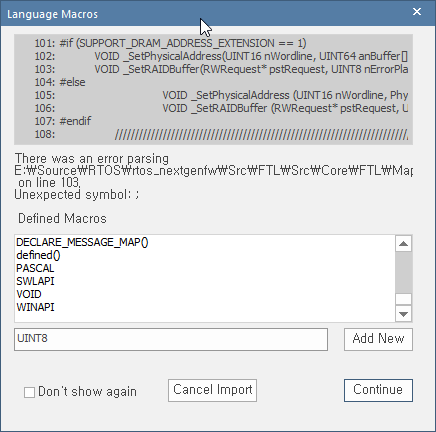 Language Macros
101: #if (SUPPORT_DRAM_ADDRESS_EXTENSION == 1)
102: VOID _SetPhysicalAddress(UINT16 nWordline, UINT64 anBuffer[]
103: VOID _SetRAIDBuffer(RWRequest* pstRequest, UINT8 nErrorPla
104: #else
105: VOID _SetPhysicalAddress (UINT16 nWordline, Phy
106: VOID _SetRAIDBuffer (RWRequest* pstRequest, U
107: #endif
108: //////////////////////////////////////////////////////////////////////
There was an error parsing
E:₩Source₩RTOS₩rtos_nextgenfw₩Src₩FTL₩Src₩Core₩FTL₩Map
on line 103,
Unexpected symbol: ;
Defined Macros
DECLARE_MESSAGE_MAP()
defined()
PASCAL
SWLAPI
VOID
WINAPI
UINT8
Add New
Don't show again
Cancel Import
Continue